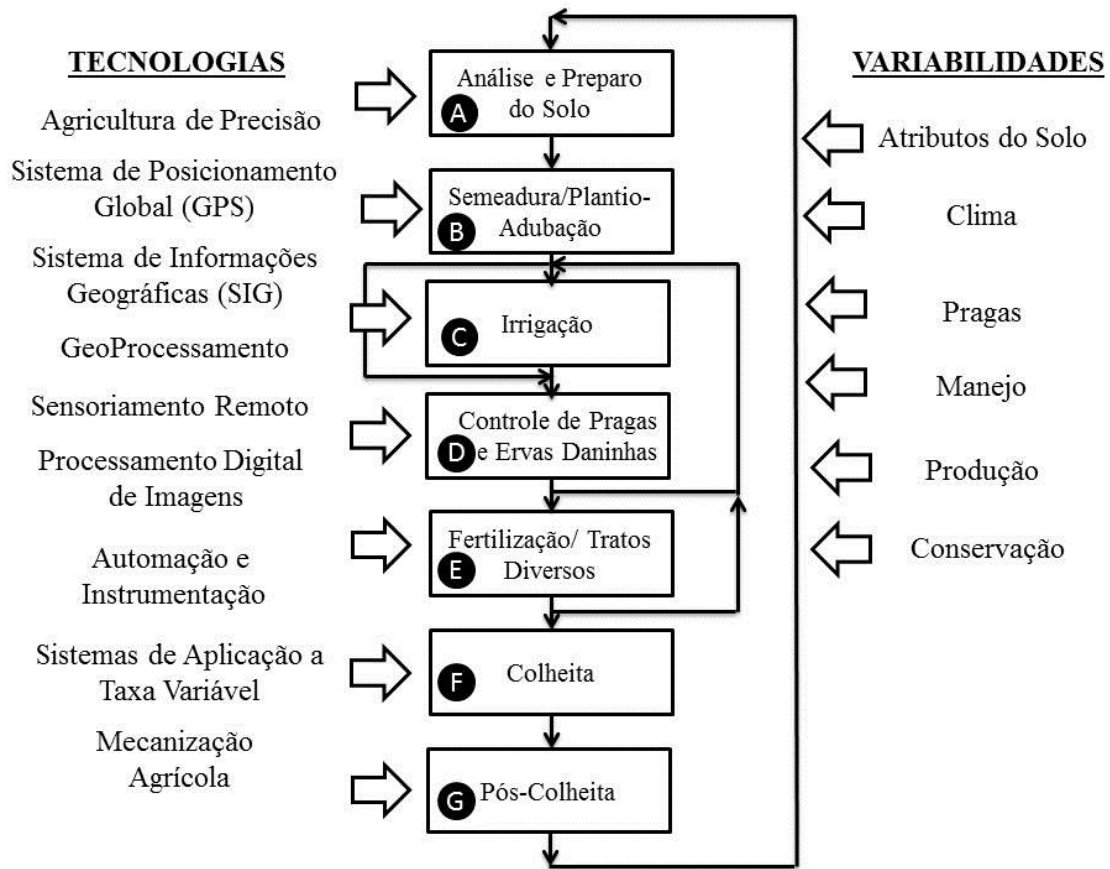 TECNOLOGIAS
Agricultura de Precisão
Sistema de Posicionamento
Global (GPS)
Sistema de Informações
Geográficas (SIG)
GeoProcessamento
Sensoriamento Remoto
Processamento Digital
de Imagens
Automação e
Instrumentação
Sistemas de Aplicação a
Taxa Variável
Mecanização
Agrícola
Análise e Preparo
do Solo
A
Semeadura/Plantio-
Adubação
B
Irrigação
C
Controle de Pragas
e Ervas Daninhas
D
Fertilização/ Tratos
Diversos
E
Colheita
F
Pós-Colheita
G
VARIABILIDADES
Atributos do Solo
Clima
Pragas
Manejo
Produção
Conservação